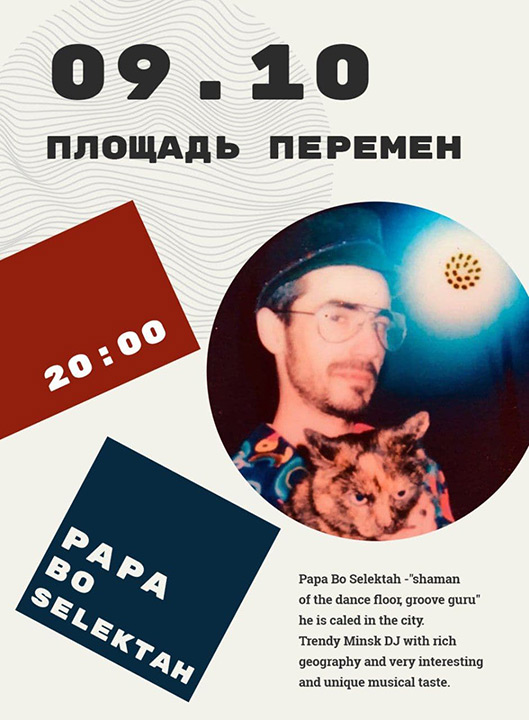 09.10
ПЛОЩАДЬ ПЕРЕМЕН
20:00
PAPA
BO
SELEKTAH
Papa Bo Selektah -"shaman
of the dance floor, groove guru"
he is caled in the city.
Trendy Minsk DJ with rich
geography and very interesting
and unique musical taste.